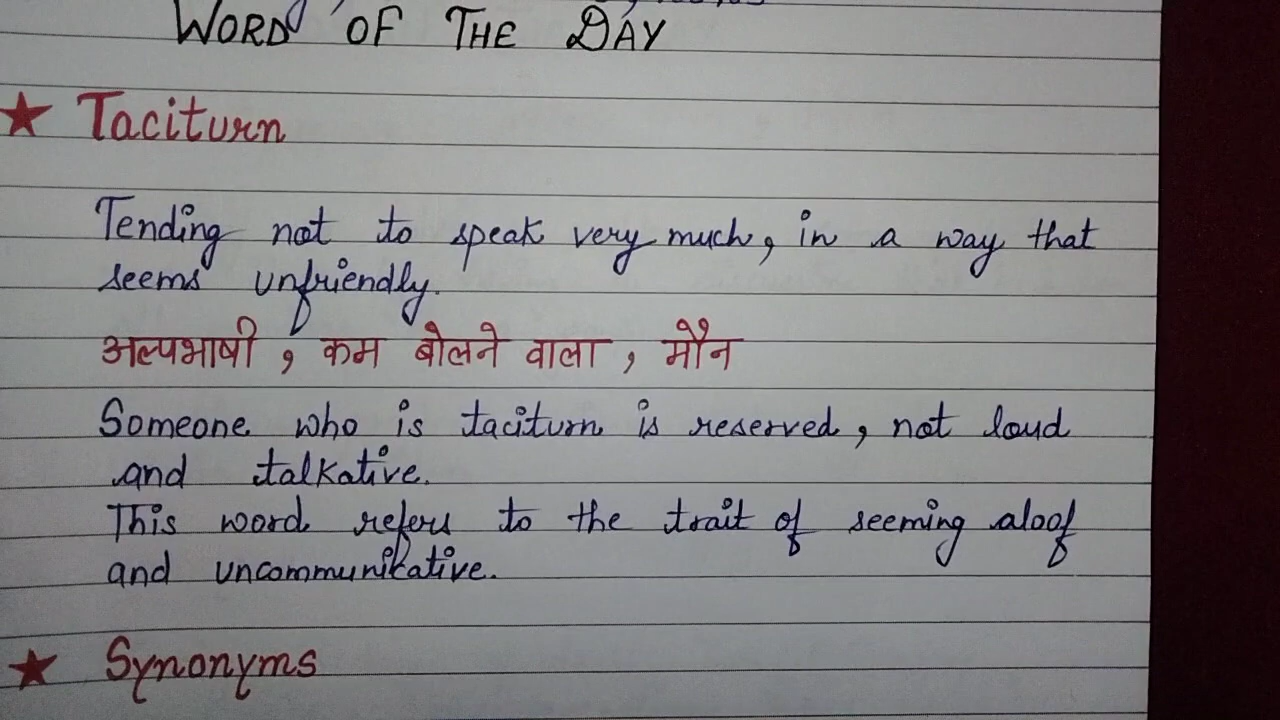 WORD OF THE DAY
★ Taciturn
Tending not to speak very much, in a way that
seems unfriendly.
अल्पभाषी, कम बोलने वाला, मौन
Someone who is taciturn is reserved, not loud
and talkative.
This word refers to the trait of seeming aloof
and uncommunicative.
★ Synonyms